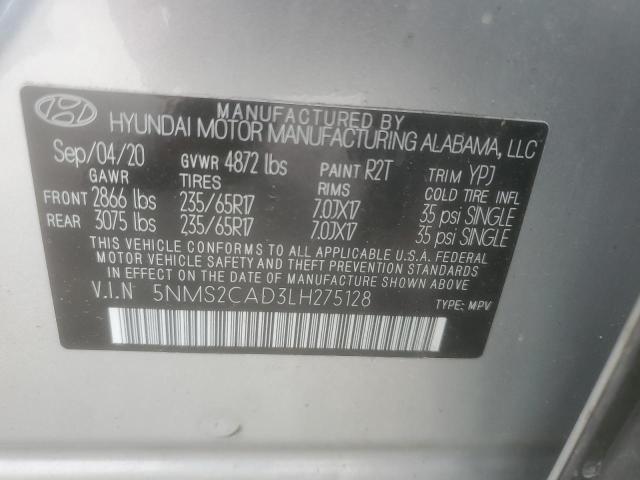 MANUFACTURED BY
HYUNDAI MOTOR MANUFACTURING ALABAMA, LLC
Sep/04/20 GVWR 4872 lbs PAINT R2T TRIM YPJ
GAWR TIRES RIMS COLD TIRE INFL
FRONT 2866 lbs 235/65R17 7.0JX17 35 psi SINGLE
REAR 3075 lbs 235/65R17 7.0JX17 35 psi SINGLE
THIS VEHICLE CONFORMS TO ALL APPLICABLE U.S.A. FEDERAL
MOTOR VEHICLE SAFETY AND THEFT PREVENTION STANDARDS
IN EFFECT ON THE DATE OF MANUFACTURE SHOWN ABOVE.
V.I.N 5NMS2CAD3LH275128 TYPE: MPV